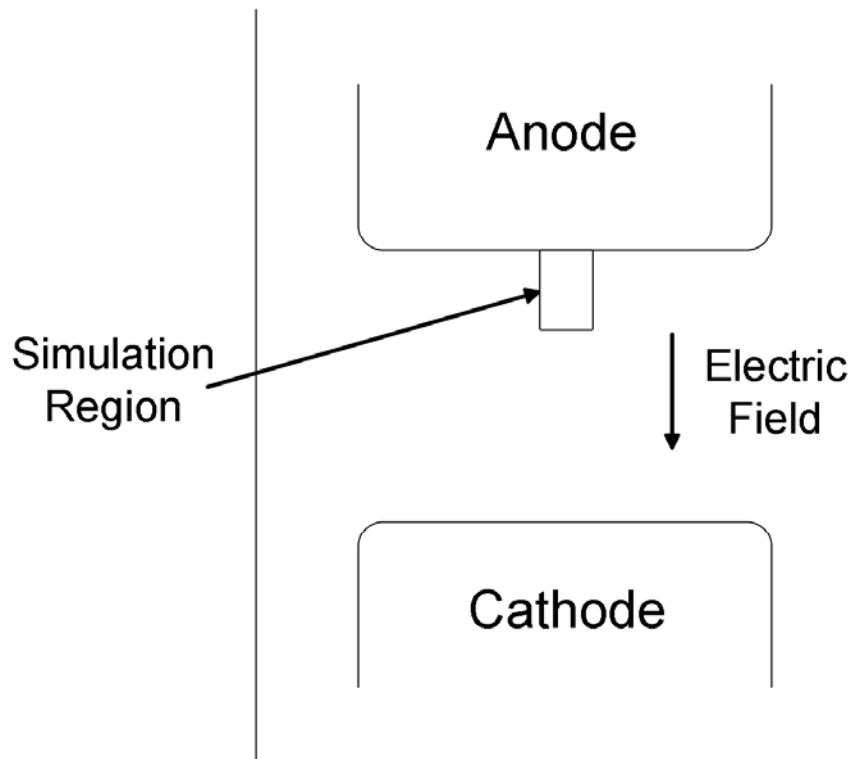 Anode
Simulation
Region
Electric
Field
Cathode